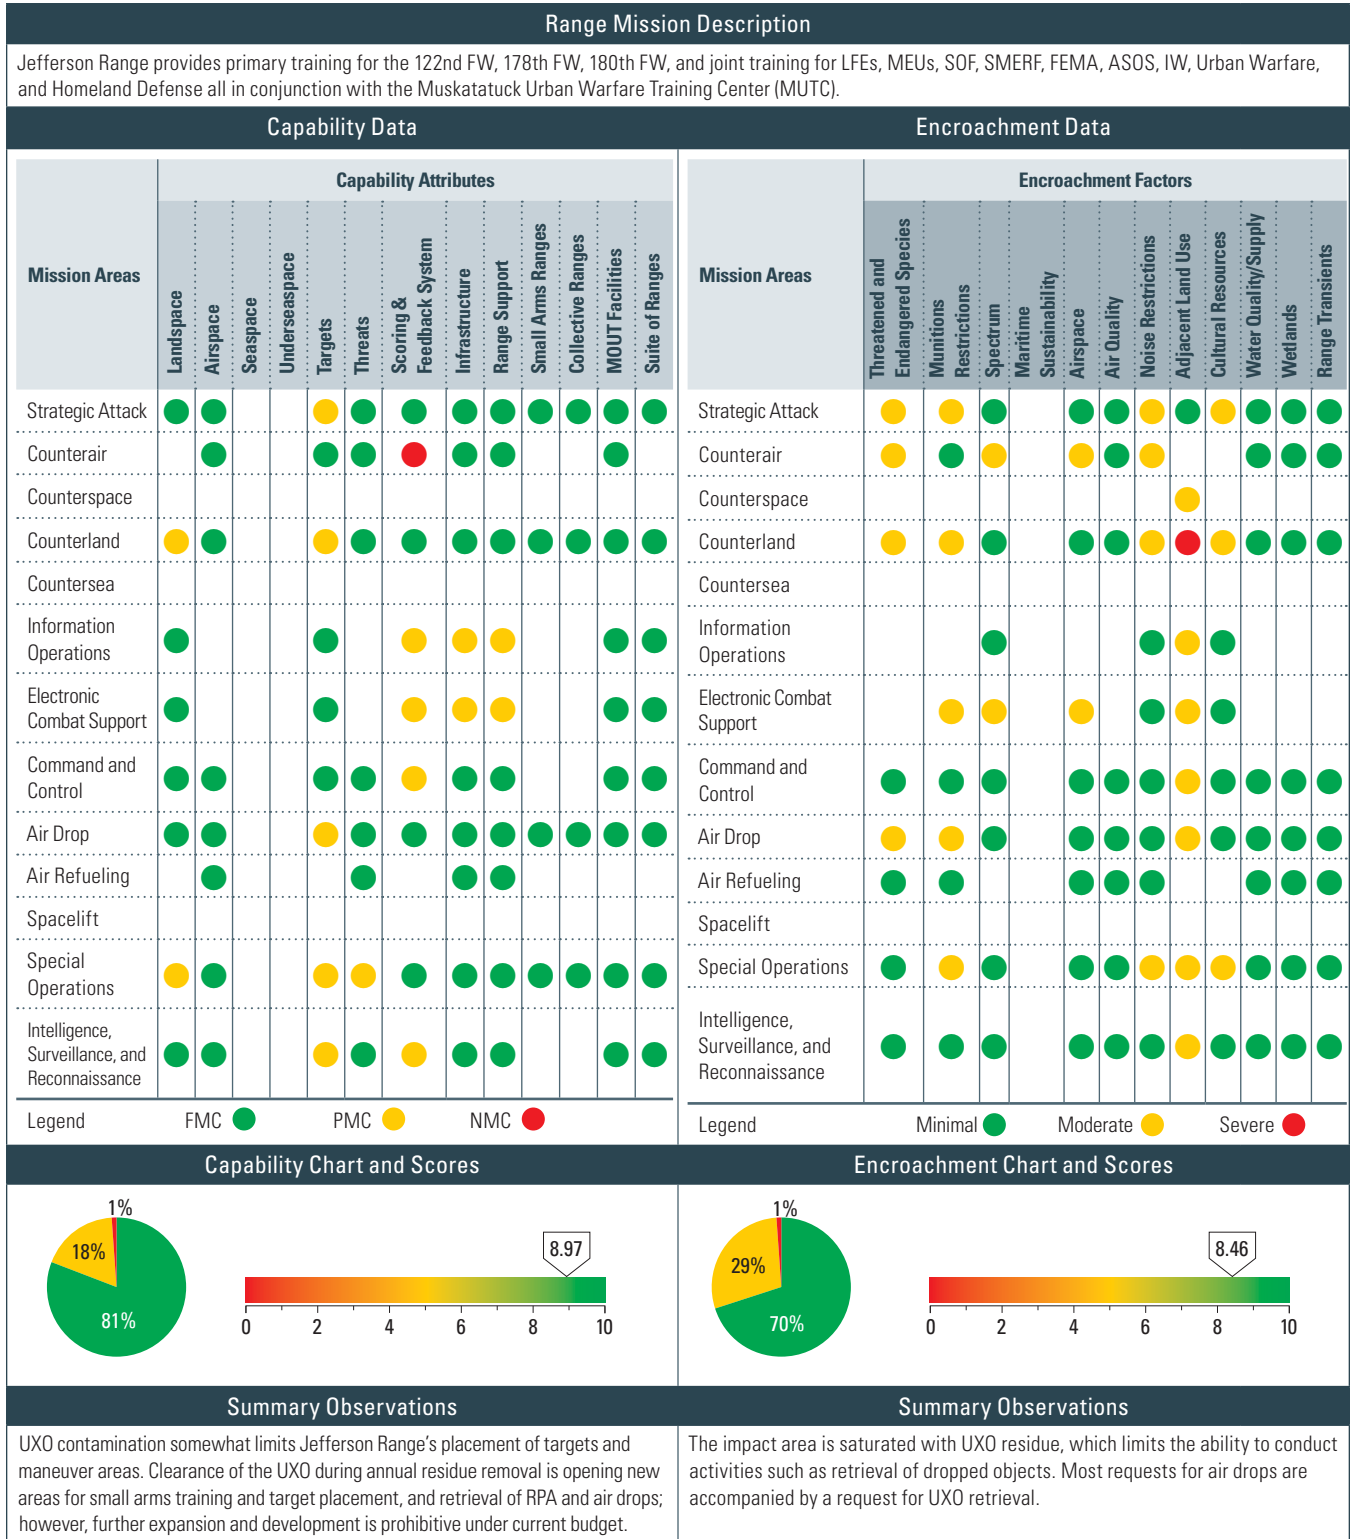 Range Mission Description
Jefferson Range provides primary training for the 122nd FW, 178th FW, 180th FW, and joint training for LFEs, MEUs, SOF, SMERF, FEMA, ASOS, IW, Urban Warfare,
and Homeland Defense all in conjunction with the Muskatatuck Urban Warfare Training Center (MUTC).
Capability Data
Mission Areas
Capability Attributes
Landspace
Airspace
Seaspace
Underseaspace
Targets
Threats
Scoring &
Feedback System
Infrastructure
Range Support
Small Arms Ranges
Collective Ranges
MOUT Facilities
Suite of Ranges
Strategic Attack
Counterair
Counterspace
Counterland
Countersea
Information
Operations
Electronic
Combat Support
Command and
Control
Air Drop
Air Refueling
Spacelift
Special
Operations
Intelligence,
Surveillance, and
Reconnaissance
Legend FMC PMC NMC
Encroachment Data
Mission Areas
Encroachment Factors
Threatened and
Endangered Species
Munitions
Restrictions
Spectrum
Maritime
Sustainability
Airspace
Air Quality
Noise Restrictions
Adjacent Land Use
Cultural Resources
Water Quality/Supply
Wetlands
Range Transients
Strategic Attack
Counterair
Counterspace
Counterland
Countersea
Information
Operations
Electronic Combat
Support
Command and
Control
Air Drop
Air Refueling
Spacelift
Special Operations
Intelligence,
Surveillance, and
Reconnaissance
Legend Minimal Moderate Severe
Capability Chart and Scores
1%
18%
81%
8.97
0 2 4 6 8 10
Encroachment Chart and Scores
1%
29%
70%
8.46
0 2 4 6 8 10
Summary Observations
UXO contamination somewhat limits Jefferson Range's placement of targets and
maneuver areas. Clearance of the UXO during annual residue removal is opening new
areas for small arms training and target placement, and retrieval of RPA and air drops;
however, further expansion and development is prohibitive under current budget.
Summary Observations
The impact area is saturated with UXO residue, which limits the ability to conduct
activities such as retrieval of dropped objects. Most requests for air drops are
accompanied by a request for UXO retrieval.